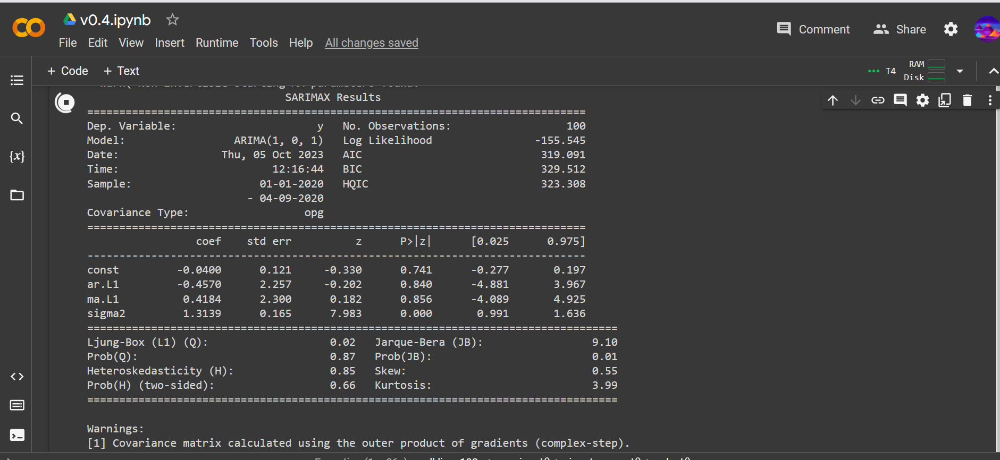 v0.4.ipynb
File Edit View Insert Runtime Tools Help All changes saved
Comment Share
+ Code + Text
T4 RAM
Disk
SARIMAX Results
==============================================================================
Dep. Variable: y No. Observations: 100
Model: ARIMA(1, 0, 1) Log Likelihood -155.545
Date: Thu, 05 Oct 2023 AIC 319.091
Time: 12:16:44 BIC 329.512
Sample: 01-01-2020 HQIC 323.308
- 04-09-2020
Covariance Type: opg
==============================================================================
coef std err z P>|z| [0.025 0.975]
------------------------------------------------------------------------------
const -0.0400 0.121 -0.330 0.741 -0.277 0.197
ar.L1 -0.4570 2.257 -0.202 0.840 -4.881 3.967
ma.L1 0.4184 2.300 0.182 0.856 -4.089 4.925
sigma2 1.3139 0.165 7.983 0.000 0.991 1.636
===================================================================================
Ljung-Box (L1) (Q): 0.02 Jarque-Bera (JB): 9.10
Prob(Q): 0.87 Prob(JB): 0.01
Heteroskedasticity (H): 0.85 Skew: 0.55
Prob(H) (two-sided): 0.66 Kurtosis: 3.99
===================================================================================
Warnings:
[1] Covariance matrix calculated using the outer product of gradients (complex-step).